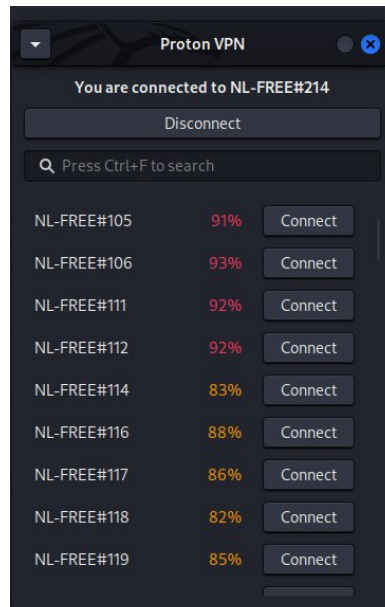 Proton VPN
You are connected to NL-FREE#214
Disconnect
Press Ctrl+F to search
NL-FREE#105 91% Connect
NL-FREE#106 93% Connect
NL-FREE#111 92% Connect
NL-FREE#112 92% Connect
NL-FREE#114 83% Connect
NL-FREE#116 88% Connect
NL-FREE#117 86% Connect
NL-FREE#118 82% Connect
NL-FREE#119 85% Connect